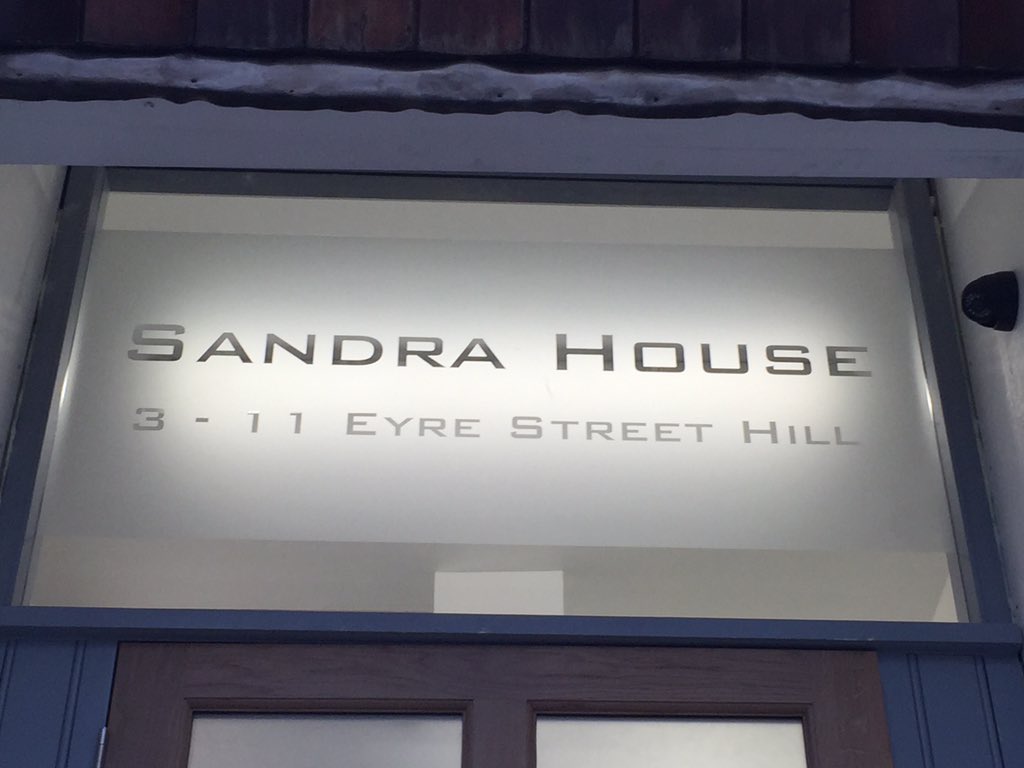 SANDRA HOUSE
3 - 11 EYRE STREET HILL